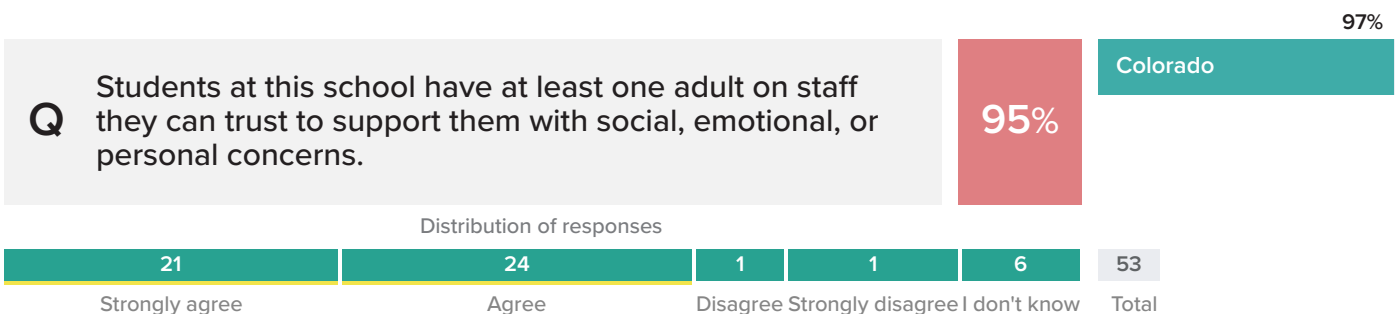 97%
Q
Students at this school have at least one adult on staff
they can trust to support them with social, emotional, or
personal concerns.
95%
Colorado
Distribution of responses
21 24 1 1 6 53
Strongly agree Agree Disagree Strongly disagree I don't know Total